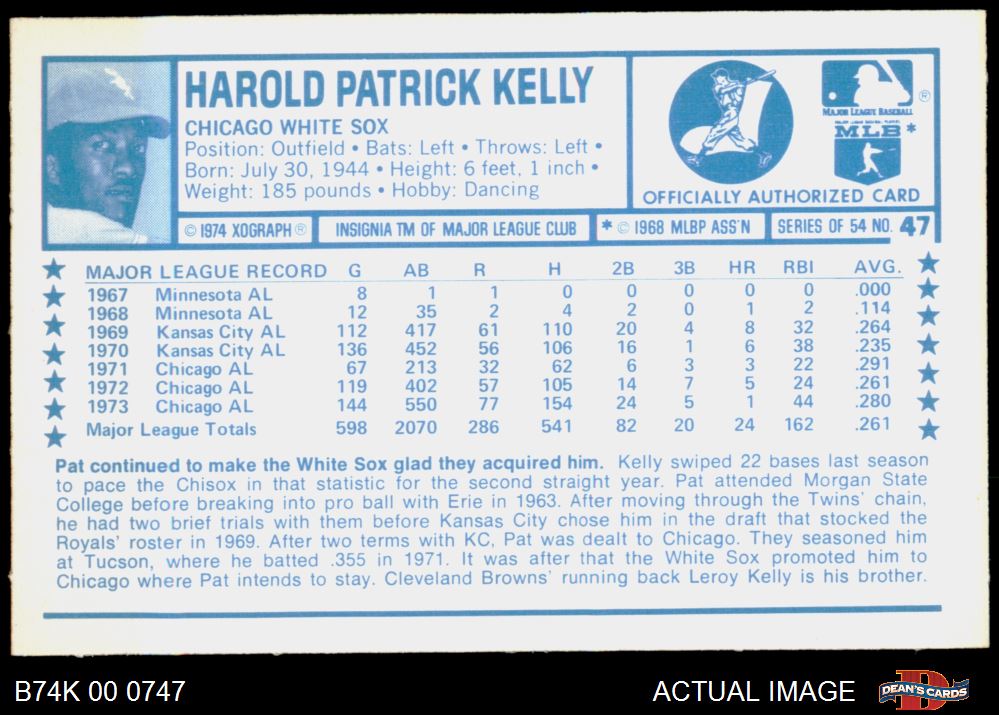 HAROLD PATRICK KELLY
CHICAGO WHITE SOX
Position: Outfield • Bats: Left • Throws: Left •
Born: July 30, 1944 • Height: 6 feet, 1 inch •
Weight: 185 pounds • Hobby: Dancing
MAJOR LEAGUE BASEBALL ®
MAJOR LEAGUE BASEBALL PLAYERS
MLB *
OFFICIALLY AUTHORIZED CARD
© 1974 XOGRAPH ® INSIGNIA TM OF MAJOR LEAGUE CLUB * © 1968 MLBP ASS'N SERIES OF 54 NO. 47
MAJOR LEAGUE RECORD G AB R H 2B 3B HR RBI AVG.
1967 Minnesota AL 8 1 1 0 0 0 0 0 .000
1968 Minnesota AL 12 35 2 4 2 0 1 2 .114
1969 Kansas City AL 112 417 61 110 20 4 8 32 .264
1970 Kansas City AL 136 452 56 106 16 1 6 38 .235
1971 Chicago AL 67 213 32 62 6 3 3 22 .291
1972 Chicago AL 119 402 57 105 14 7 5 24 .261
1973 Chicago AL 144 550 77 154 24 5 1 44 .280
Major League Totals 598 2070 286 541 82 20 24 162 .261
Pat continued to make the White Sox glad they acquired him. Kelly swiped 22 bases last season
to pace the Chisox in that statistic for the second straight year. Pat attended Morgan State
College before breaking into pro ball with Erie in 1963. After moving through the Twins' chain,
he had two brief trials with them before Kansas City chose him in the draft that stocked the
Royals' roster in 1969. After two terms with KC, Pat was dealt to Chicago. They seasoned him
at Tucson, where he batted .355 in 1971. It was after that the White Sox promoted him to
Chicago where Pat intends to stay. Cleveland Browns' running back Leroy Kelly is his brother.
B74K 00 0747
ACTUAL IMAGE
DEAN'S CARDS